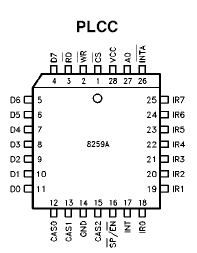 PLCC
D7 RD WR CS VCC A0 INTA
4 3 2 1 28 27 26
D6 5 25 IR7
D5 6 24 IR6
D4 7 23 IR5
D3 8 8259A 22 IR4
D2 9 21 IR3
D1 10 20 IR2
D0 11 19 IR1
12 13 14 15 16 17 18
CAS0 CAS1 GND CAS2 SP/EN INT IR0